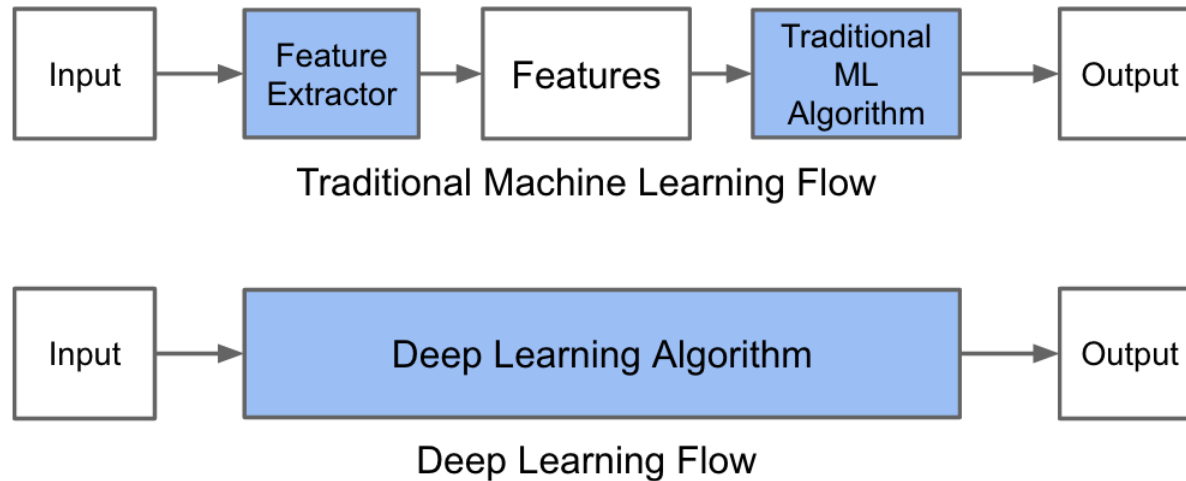 Input
Feature
Extractor
Features
Traditional
ML
Algorithm
Output
Traditional Machine Learning Flow
Input
Deep Learning Algorithm
Output
Deep Learning Flow